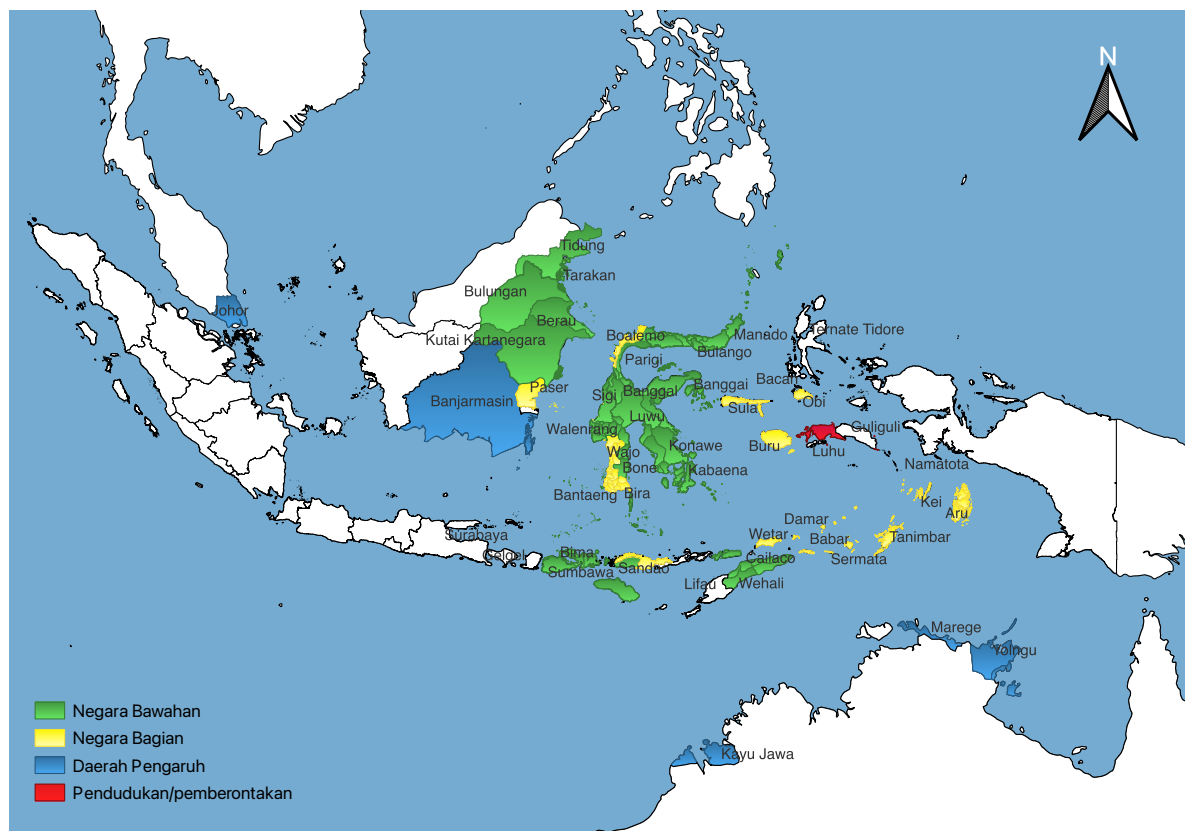 N
Tidung
Tarakan
Bulungan
Johor
Berau
Ternate Tidore
Boalemo
Manado
Kutai Kartanegara
Bulango
Parigi
Bacan
Banggai
Paser
Banggai
Sigi
Banjarmasin
Obi
Sula
Luwu
Walenrang
Guliguli
Buru
Konawe
Luhu
Wajo
Namatota
Bone
Kabaena
Bantaeng
Bira
Kei
Aru
Damar
Surabaya
Wetar
Babar
Tanimbar
Bima
Cailaco
Sermata
Sumbawa
Sandao
Lifau
Wehali
Marege
Yolngu
Kayu Jawa
Negara Bawahan
Negara Bagian
Daerah Pengaruh
Pendudukan/pemberontakan